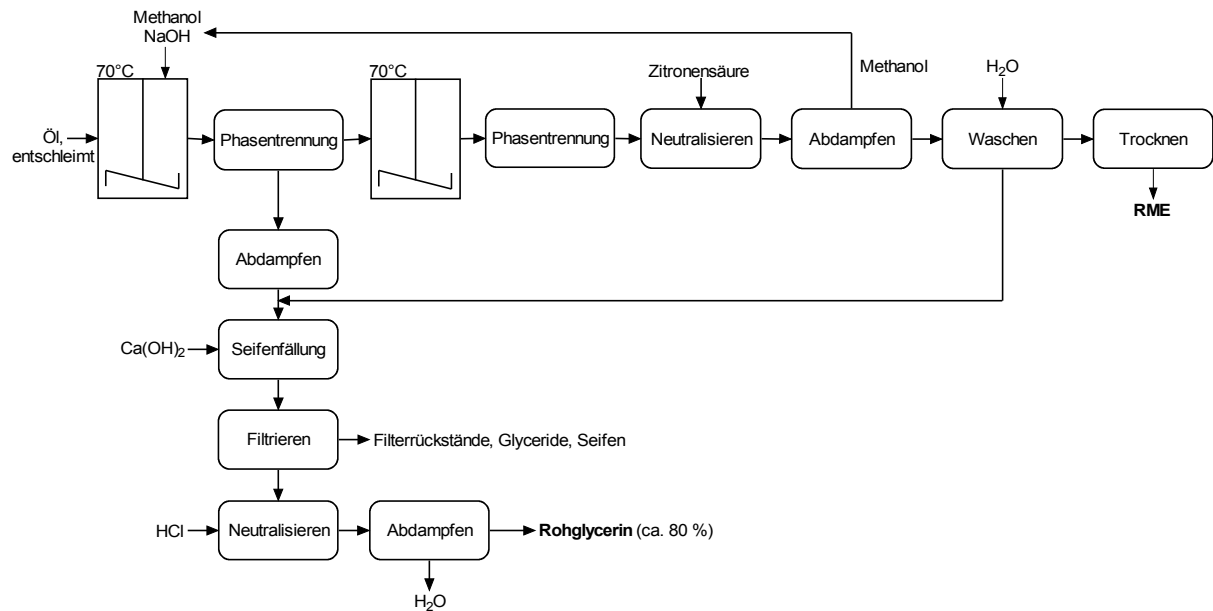 Methanol
NaOH
70°C
70°C
Zitronensäure
Methanol
H₂O
Öl,
entschleimt
Phasentrennung
Phasentrennung
Neutralisieren
Abdampfen
Waschen
Trocknen
RME
Abdampfen
Ca(OH)₂
Seifenfällung
Filtrieren
Filterrückstände, Glyceride, Seifen
HCl
Neutralisieren
Abdampfen
Rohglycerin (ca. 80 %)
H₂O